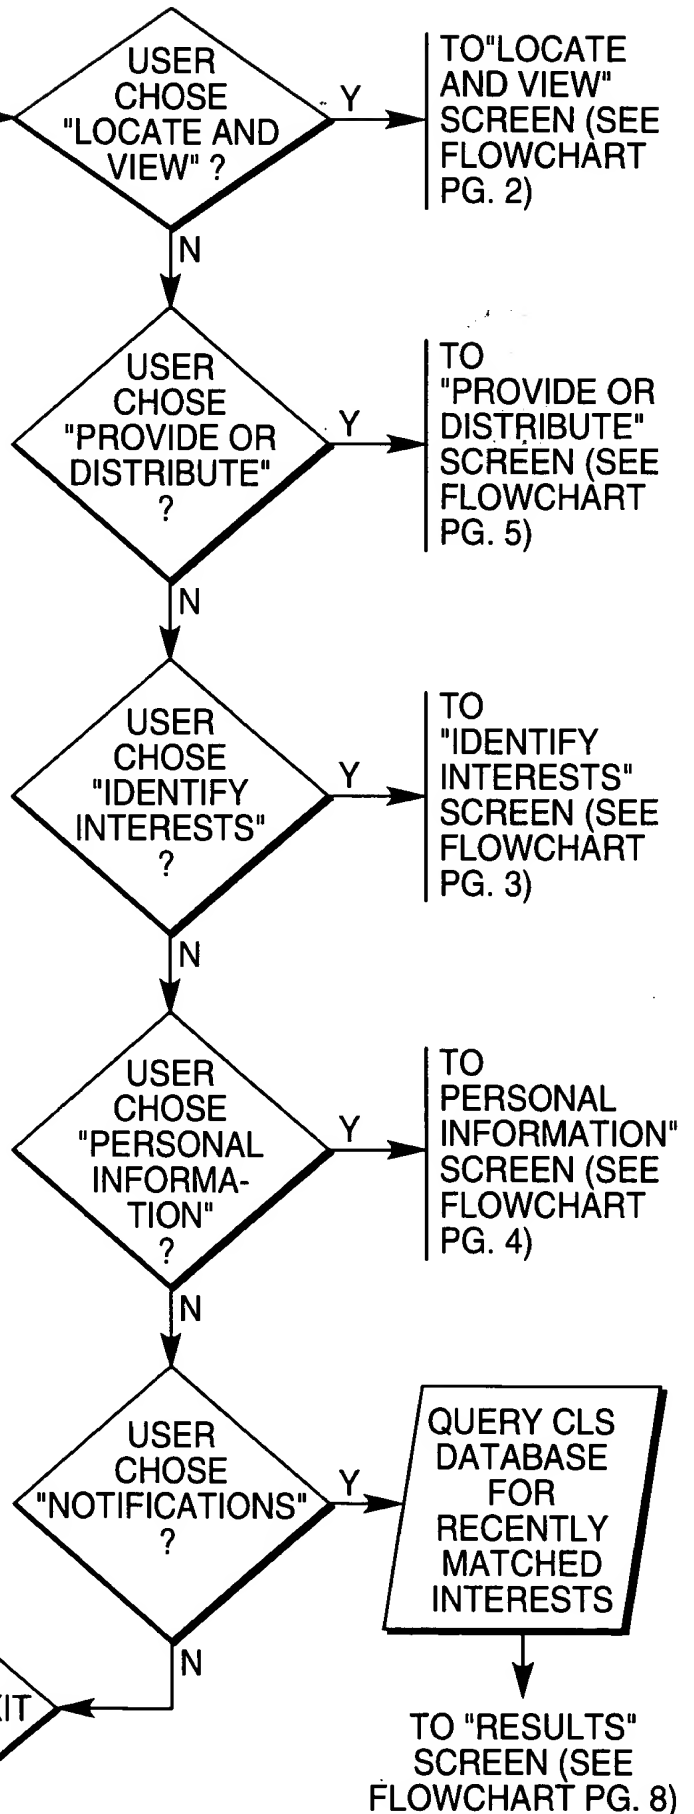 USER
CHOSE
"LOCATE AND
VIEW" ?
Y
TO"LOCATE
AND VIEW"
SCREEN (SEE
FLOWCHART
PG. 2)
N
USER
CHOSE
"PROVIDE OR
DISTRIBUTE"
?
Y
TO
"PROVIDE OR
DISTRIBUTE"
SCREEN (SEE
FLOWCHART
PG. 5)
N
USER
CHOSE
"IDENTIFY
INTERESTS"
?
Y
TO
"IDENTIFY
INTERESTS"
SCREEN (SEE
FLOWCHART
PG. 3)
N
USER
CHOSE
"PERSONAL
INFORMA-
TION"
?
Y
TO
PERSONAL
INFORMATION"
SCREEN (SEE
FLOWCHART
PG. 4)
N
USER
CHOSE
"NOTIFICATIONS"
?
Y
QUERY CLS
DATABASE
FOR
RECENTLY
MATCHED
INTERESTS
N
TO "RESULTS"
SCREEN (SEE
FLOWCHART PG. 8)